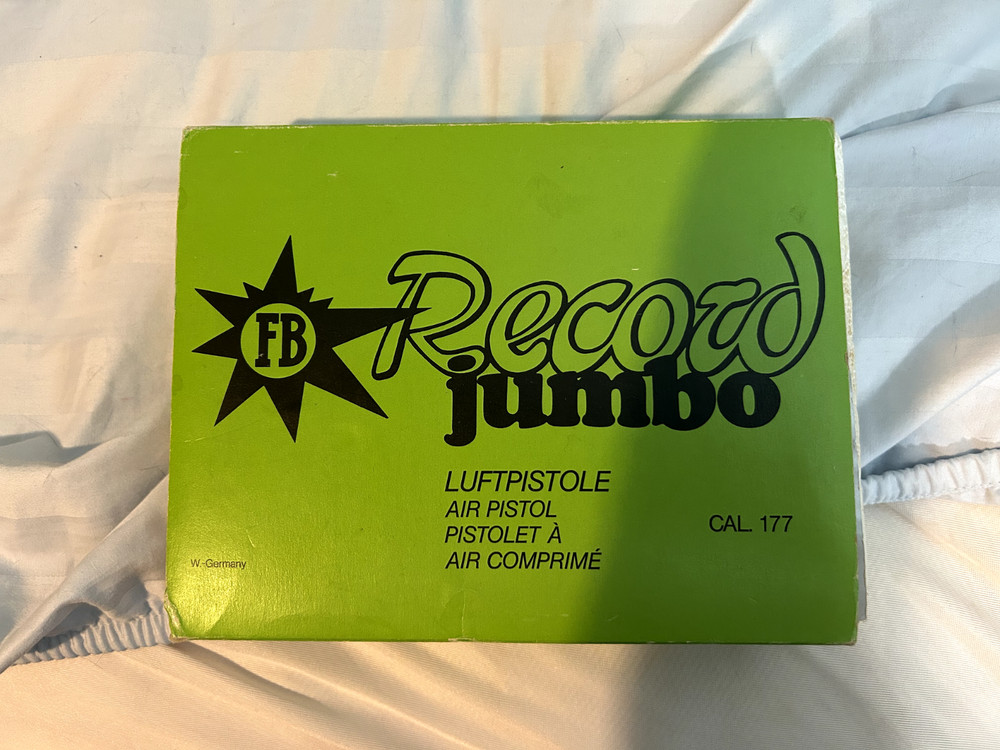 FB
Record
jumbo
LUFTPISTOLE
AIR PISTOL
PISTOLET À
AIR COMPRIMÉ
CAL. 177
W.-Germany